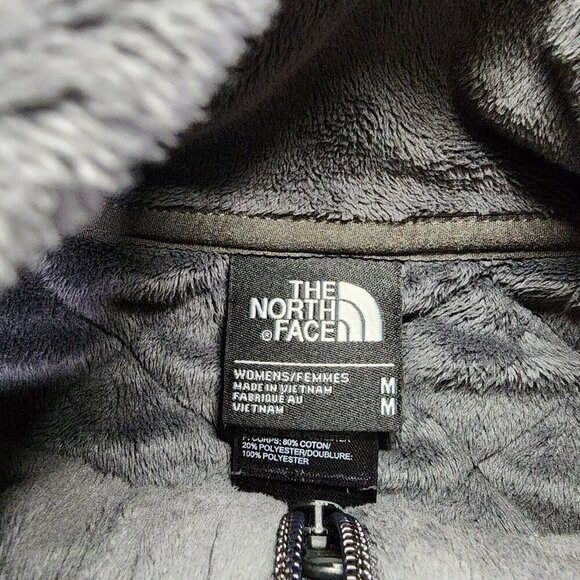 THE
NORTH
® FACE
WOMENS/FEMMES M
MADE IN VIETNAM
FABRIQUE AU M
VIETNAM
F: CORPS: 80% COTON/
20% POLYESTER/DOUBLURE:
100% POLYESTER